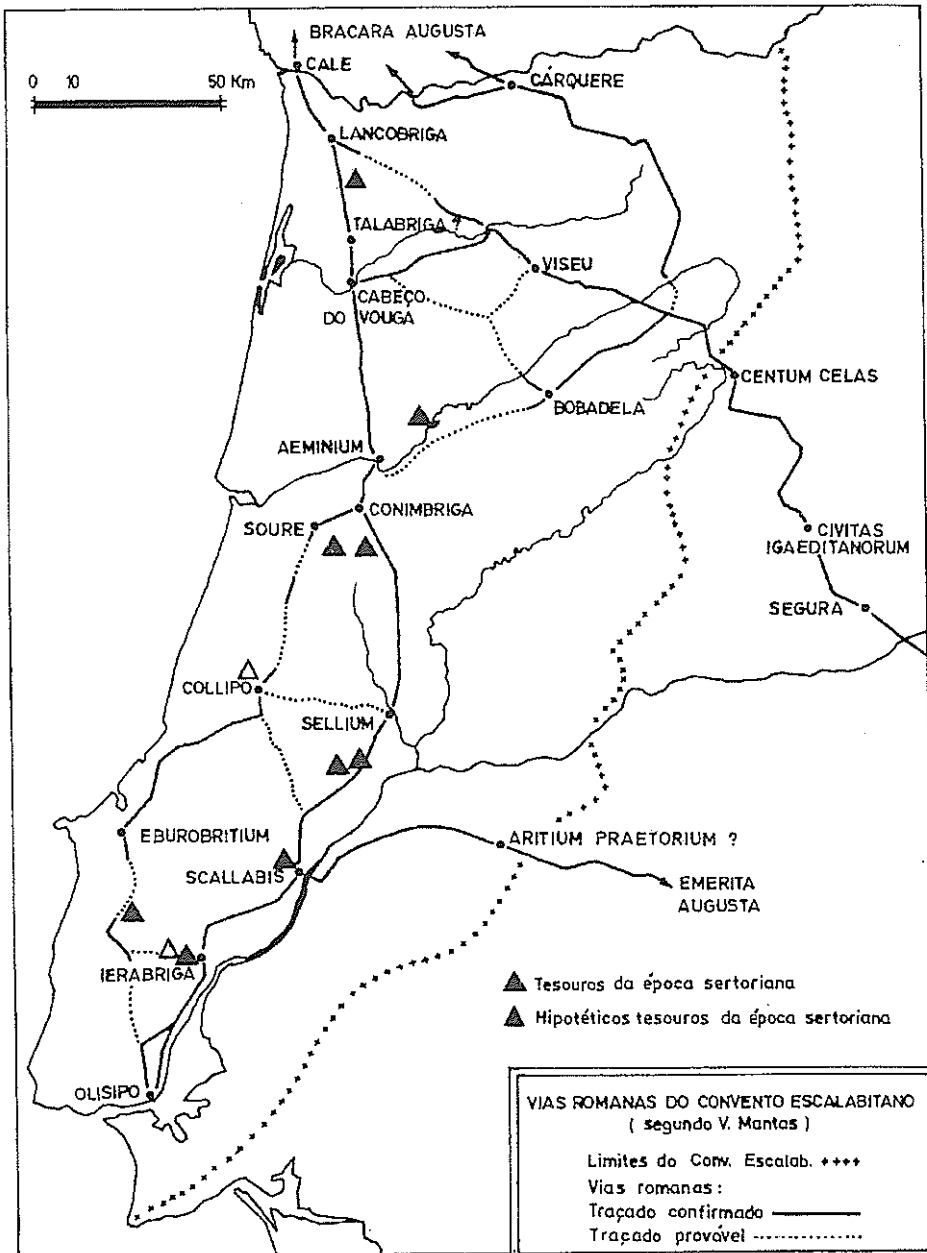 BRACARA AUGUSTA
CALE
CÁRQUERE
0 10 50 Km
LANCOBRIGA
TALABRIGA ?
VISEU
CABEÇO
DO VOUGA
CENTUM CELAS
BOBADELA
AEMINIUM
CONIMBRIGA
SOURE
CIVITAS
IGAEDITANORUM
SEGURA
COLLIPO
SELLIUM
EBUROBRITIUM
ARITIUM PRAETORIUM ?
SCALLABIS
EMERITA
AUGUSTA
IERABRIGA
Tesouros da época sertoriana
Hipotéticos tesouros da época sertoriana
OLISIPO
VIAS ROMANAS DO CONVENTO ESCALABITANO
( segundo V. Mantas )
Limites do Conv. Escalab. ++++
Vias romanas :
Traçado confirmado
Traçado provável